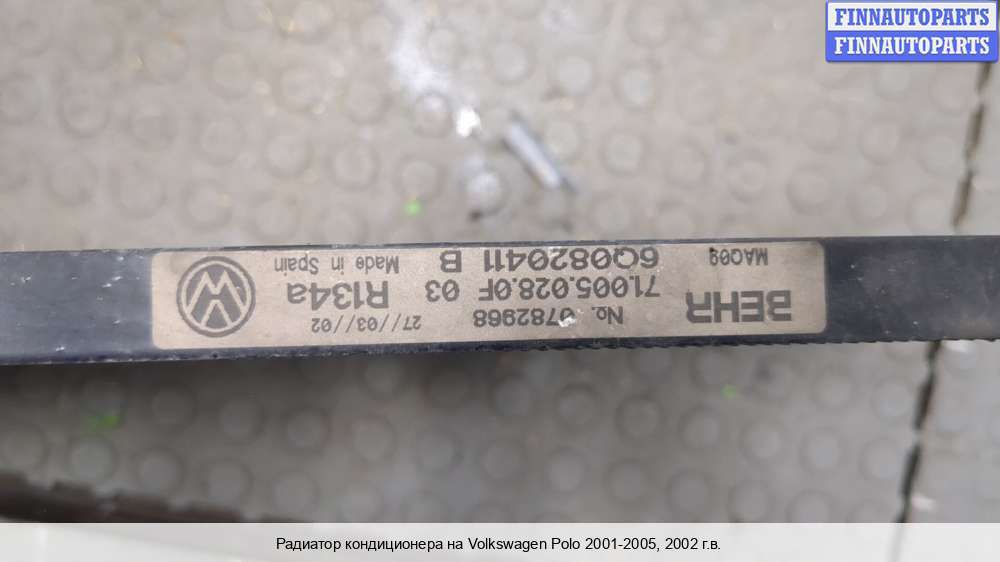 FINNAUTOPARTS
FINNAUTOPARTS
BEHR
No. 0782968
27//03//02
71.005.028.0F 03
R134a
MAQ02
6Q0820411 B
Made in Spain
Радиатор кондиционера на Volkswagen Polo 2001-2005, 2002 г.в.